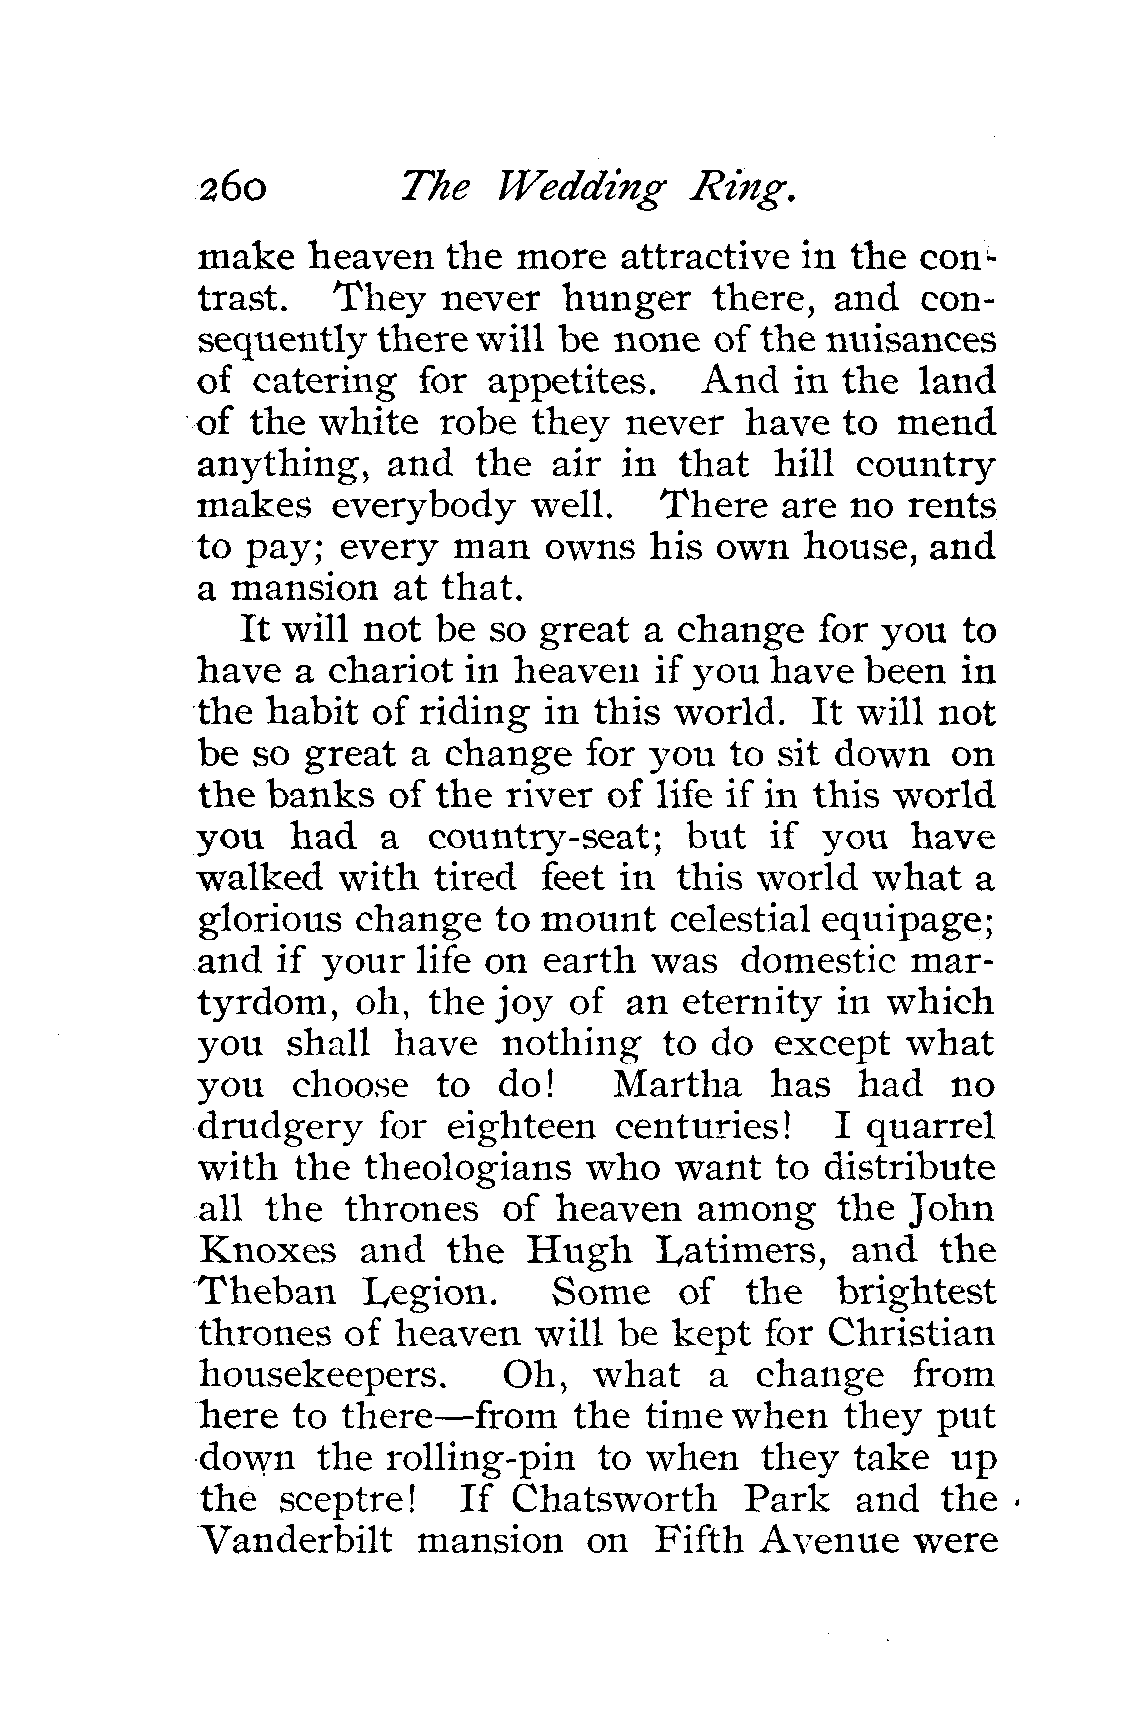 260 The Wedding Ring.
make heaven the more attractive in the con-
trast. They never hunger there, and con-
sequently there will be none of the nuisances
of catering for appetites. And in the land
of the white robe they never have to mend
anything, and the air in that hill country
makes everybody well. There are no rents
to pay; every man owns his own house, and
a mansion at that.
It will not be so great a change for you to
have a chariot in heaven if you have been in
the habit of riding in this world. It will not
be so great a change for you to sit down on
the banks of the river of life if in this world
you had a country-seat; but if you have
walked with tired feet in this world what a
glorious change to mount celestial equipage;
and if your life on earth was domestic mar-
tyrdom, oh, the joy of an eternity in which
you shall have nothing to do except what
you choose to do! Martha has had no
drudgery for eighteen centuries! I quarrel
with the theologians who want to distribute
all the thrones of heaven among the John
Knoxes and the Hugh Latimers, and the
Theban Legion. Some of the brightest
thrones of heaven will be kept for Christian
housekeepers. Oh, what a change from
here to there—from the time when they put
down the rolling-pin to when they take up
the sceptre! If Chatsworth Park and the
Vanderbilt mansion on Fifth Avenue were